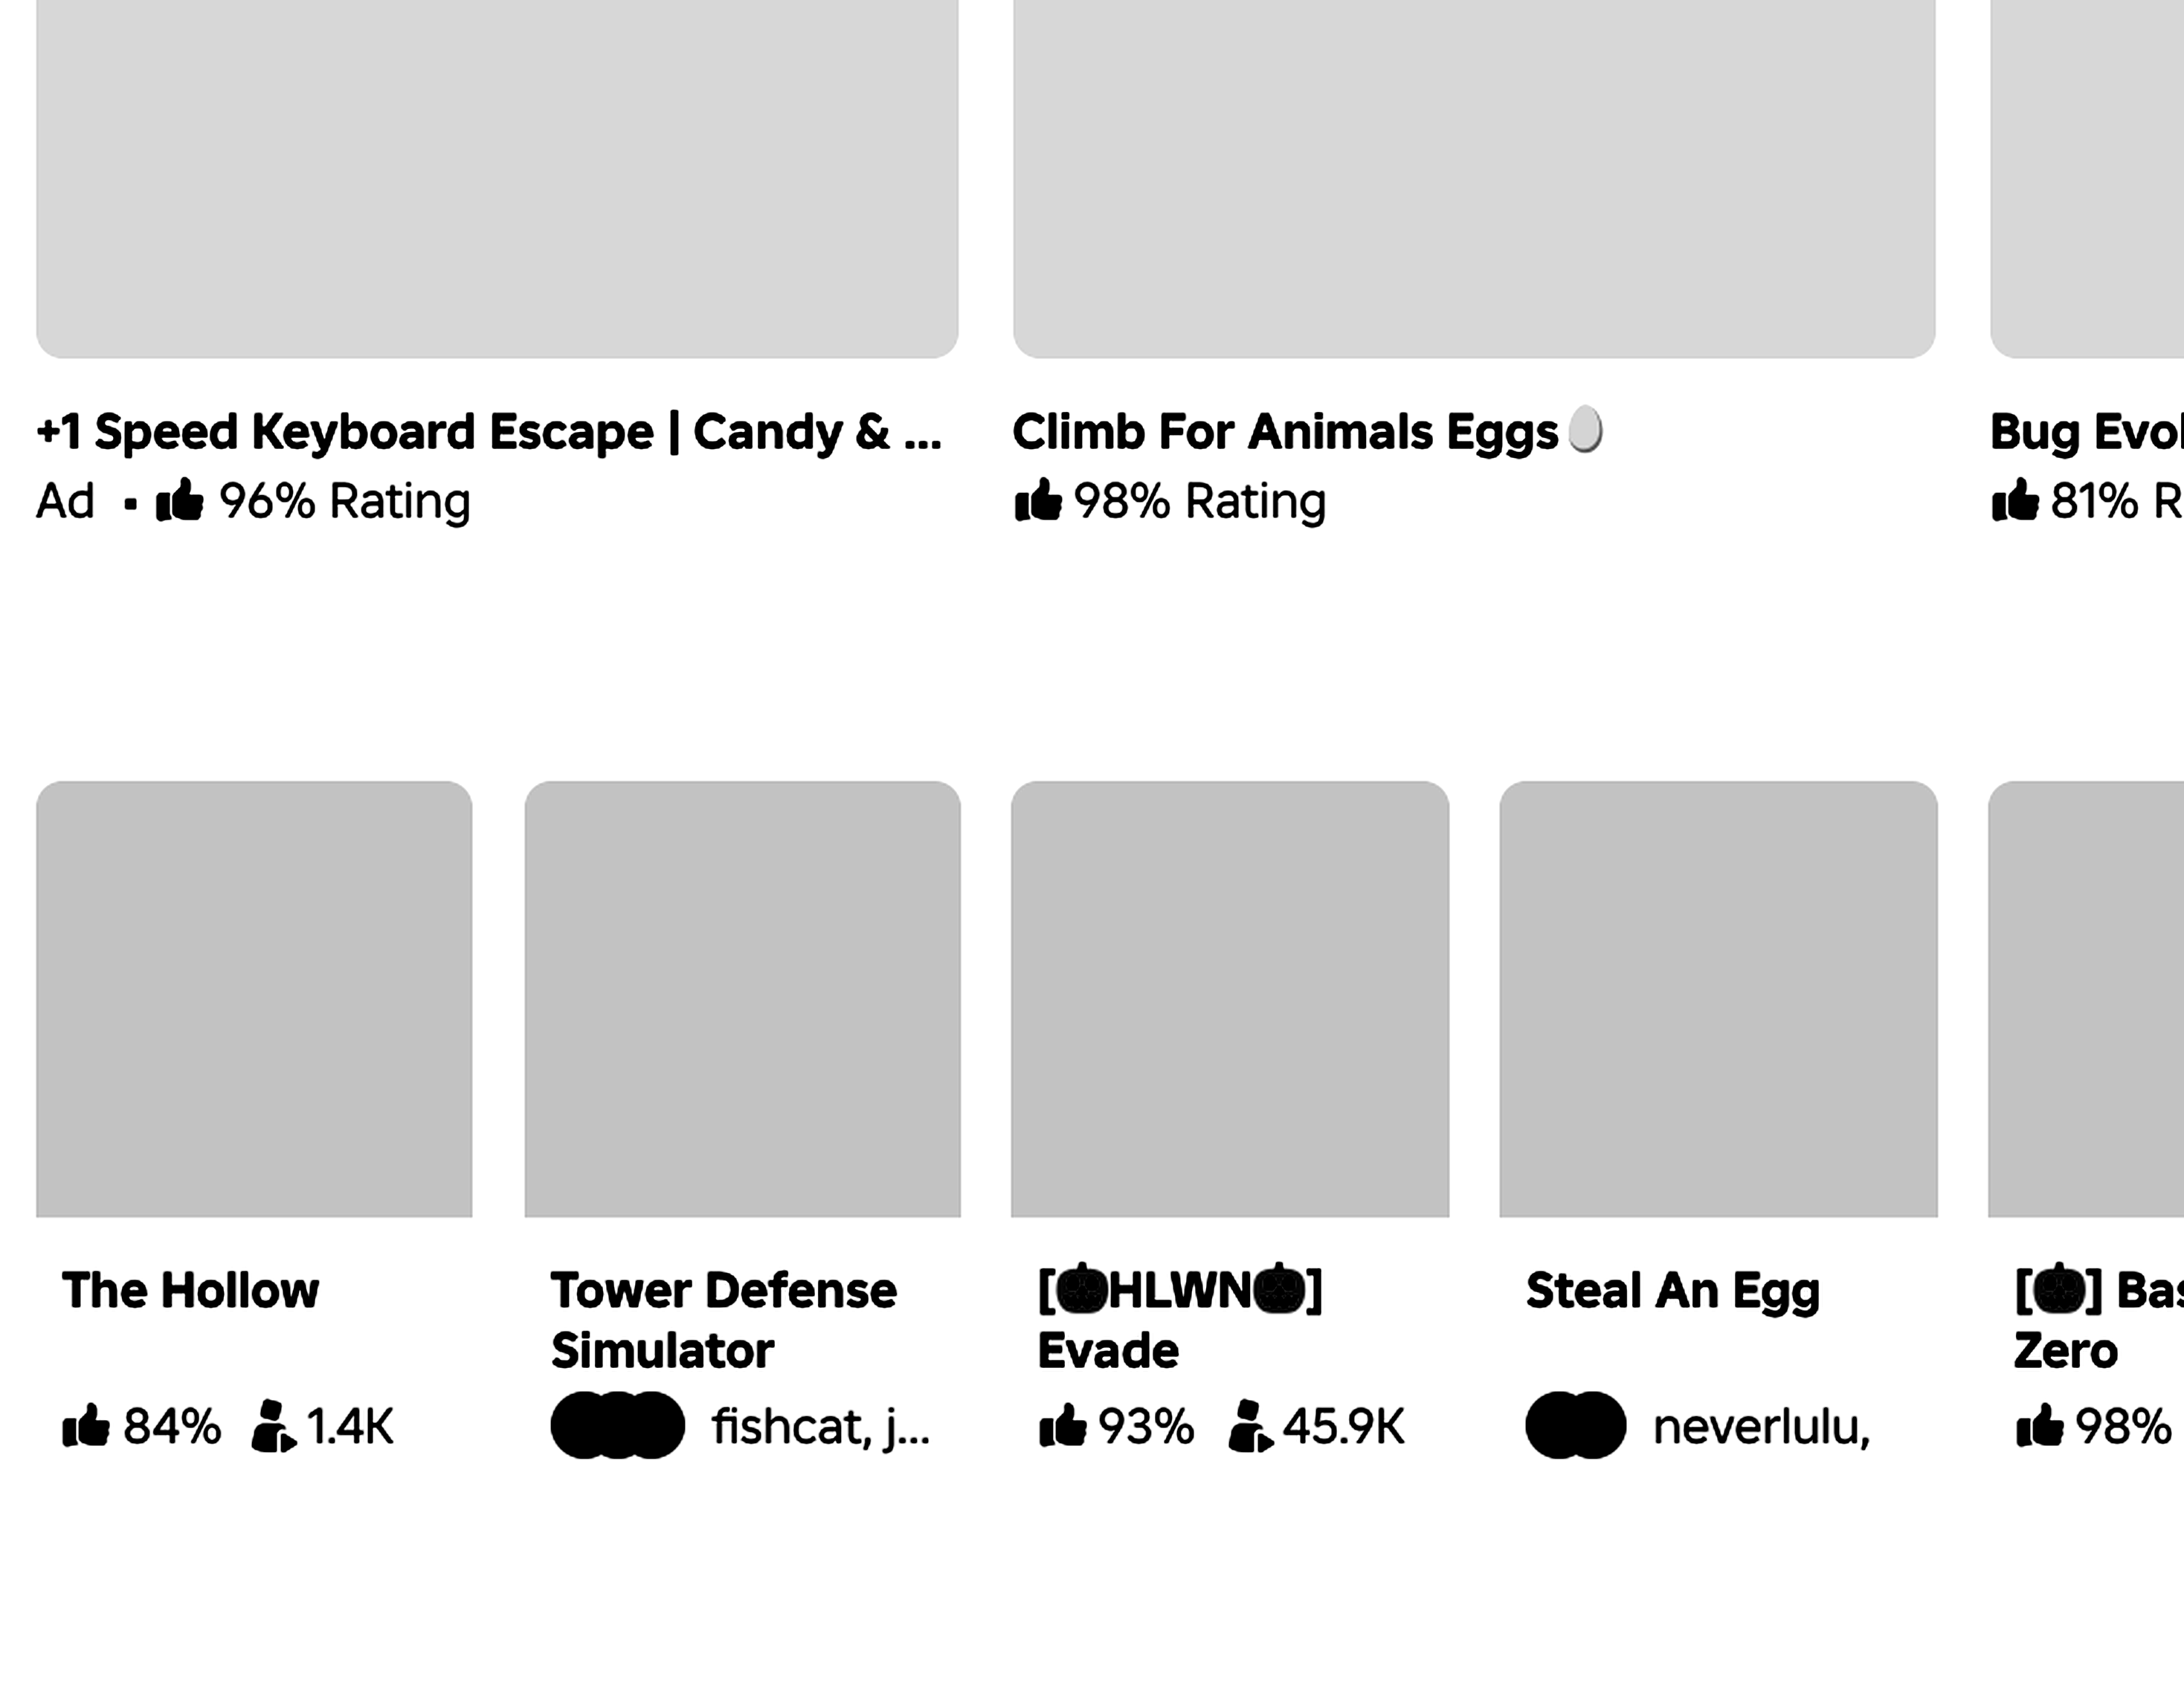 +1 Speed Keyboard Escape | Candy & ...
Ad · 96% Rating
Climb For Animals Eggs🥚
98% Rating
Bug Evol
81% R
The Hollow
84% 1.4K
Tower Defense
Simulator
fishcat, j...
[🎃HLWN🎃]
Evade
93% 45.9K
Steal An Egg
neverlulu,
[🎃] Bas
Zero
98%